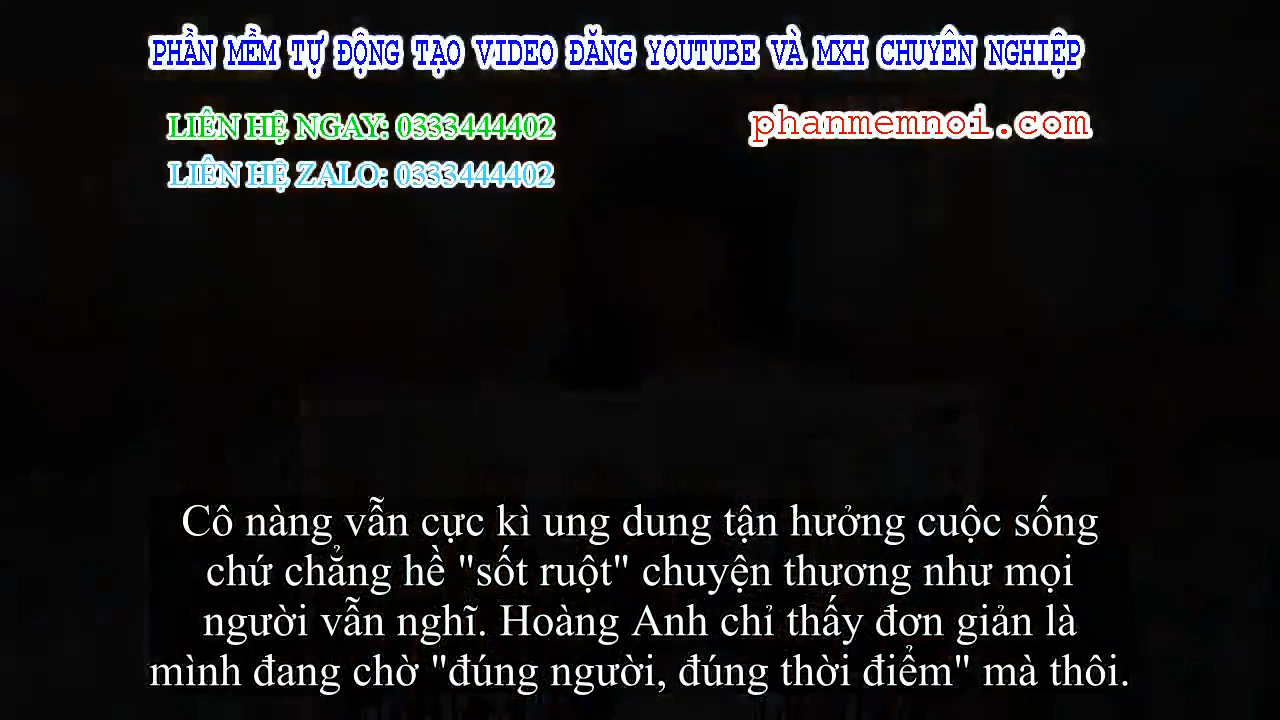 PHẦN MỀM TỰ ĐỘNG TẠO VIDEO ĐĂNG YOUTUBE VÀ MXH CHUYÊN NGHIỆP
LIÊN HỆ NGAY: 0333444402
phanmemnoi.com
LIÊN HỆ ZALO: 0333444402
Cô nàng vẫn cực kì ung dung tận hưởng cuộc sống
chứ chẳng hề "sốt ruột" chuyện thương như mọi
người vẫn nghĩ. Hoàng Anh chỉ thấy đơn giản là
mình đang chờ "đúng người, đúng thời điểm" mà thôi.